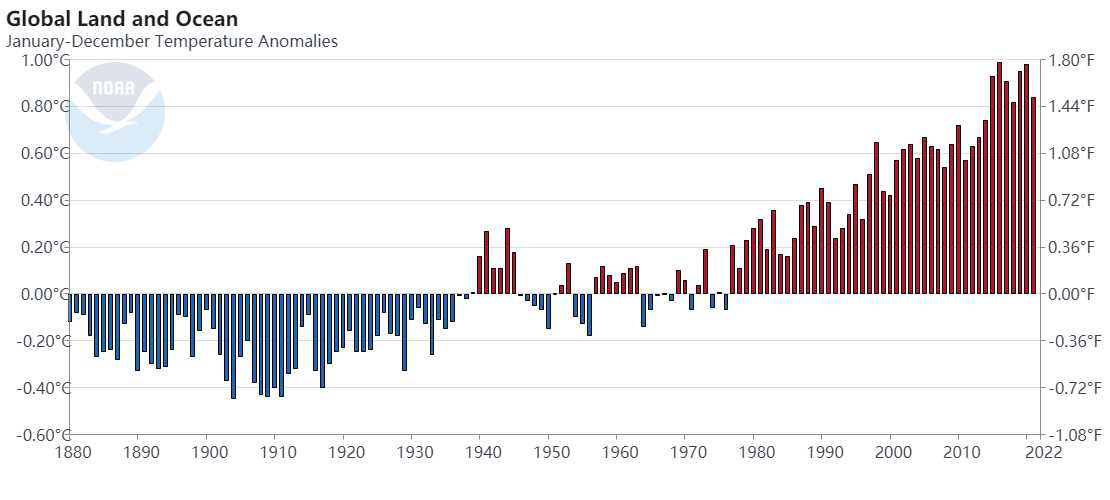 Global Land and Ocean
January-December Temperature Anomalies
1.00°C
1.80°F
NOAA
0.80°C
1.44°F
0.60°C
1.08°F
0.40°C
0.72°F
0.20°C
0.36°F
0.00°C
0.00°F
-0.20°C
-0.36°F
-0.40°C
-0.72°F
-0.60°C
-1.08°F
1880 1890 1900 1910 1920 1930 1940 1950 1960 1970 1980 1990 2000 2010 2022